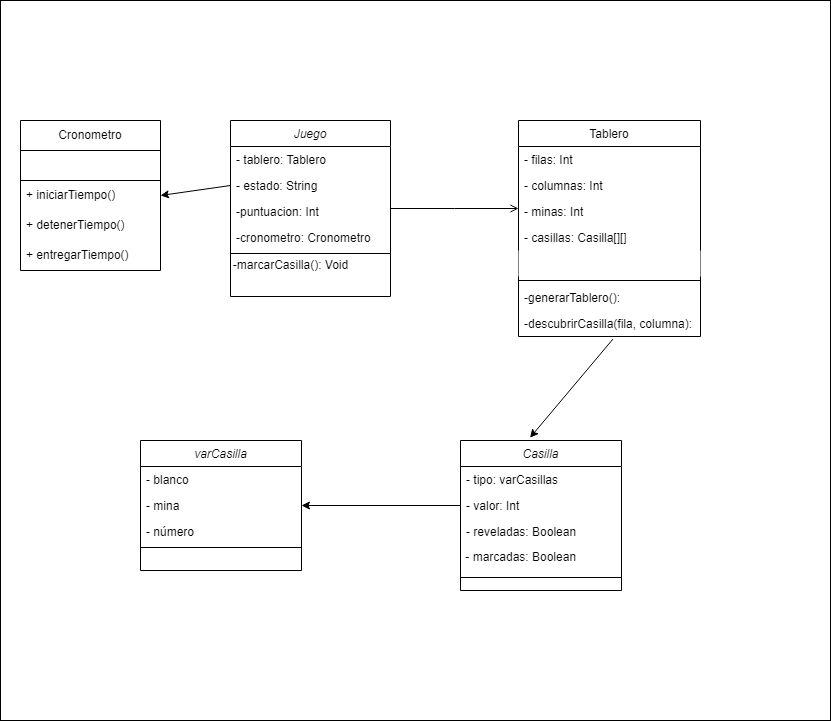 Cronometro
+ iniciarTiempo()
+ detenerTiempo()
+ entregarTiempo()
Juego
- tablero: Tablero
- estado: String
-puntuacion: Int
-cronometro: Cronometro
-marcarCasilla(): Void
Tablero
- filas: Int
- columnas: Int
- minas: Int
- casillas: Casilla[][]
-generarTablero():
-descubrirCasilla(fila, columna):
varCasilla
- blanco
- mina
- número
Casilla
- tipo: varCasillas
- valor: Int
- reveladas: Boolean
- marcadas: Boolean